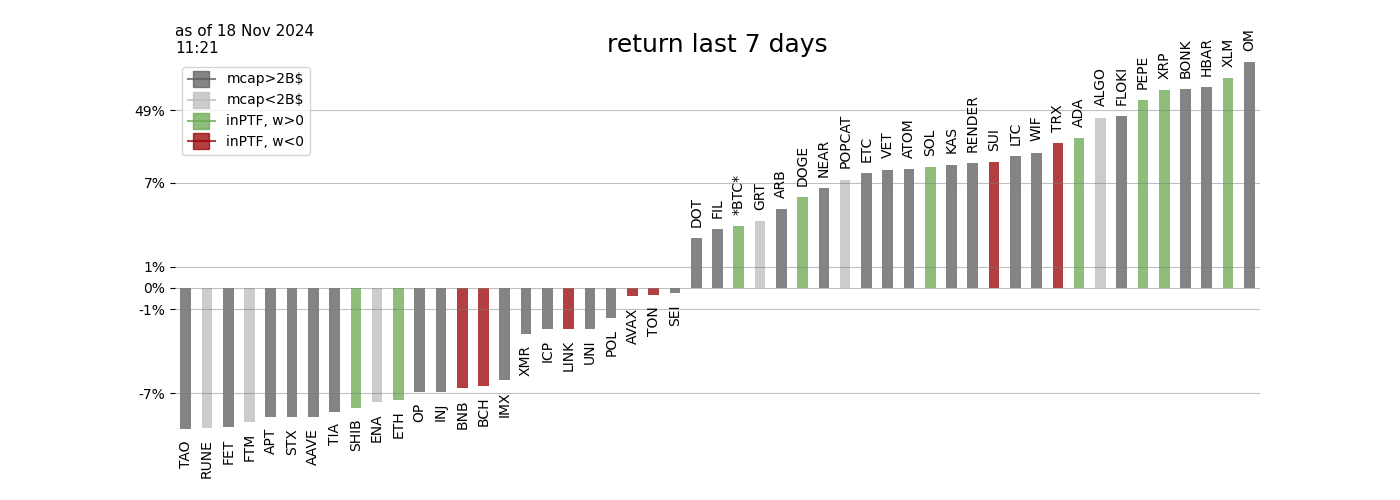 as of 18 Nov 2024
11:21
return last 7 days
mcap>2B$
mcap<2B$
inPTF, w>0
inPTF, w<0
49%
7%
1%
0%
-1%
-7%
TAO
RUNE
FET
FTM
APT
STX
AAVE
TIA
SHIB
ENA
ETH
OP
INJ
BNB
BCH
IMX
XMR
ICP
LINK
UNI
POL
AVAX
TON
SEI
DOT
FIL
*BTC*
GRT
ARB
DOGE
NEAR
POPCAT
ETC
VET
ATOM
SOL
KAS
RENDER
SUI
LTC
WIF
TRX
ADA
ALGO
FLOKI
PEPE
XRP
BONK
HBAR
XLM
OM